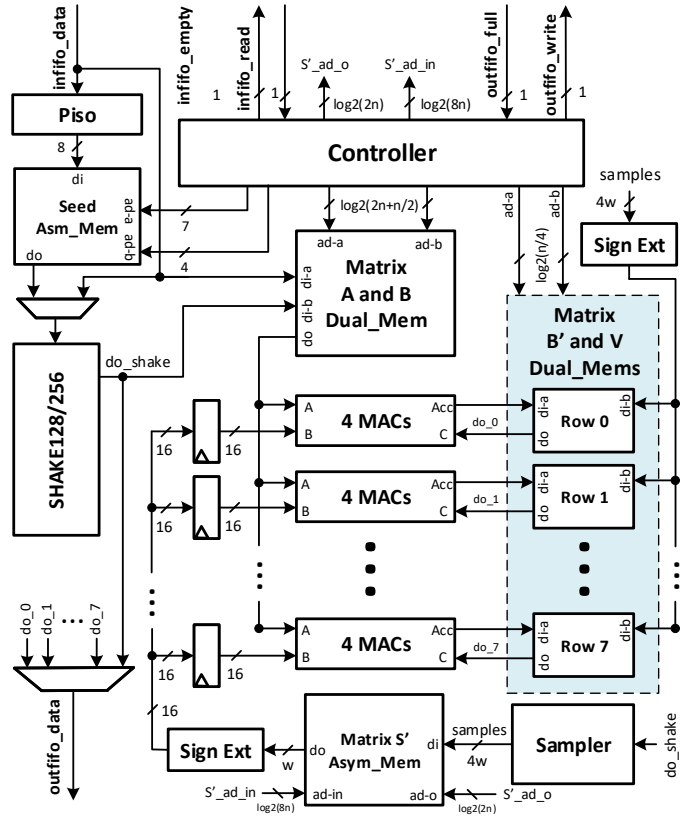 infifo_data
infifo_empty
infifo_read
S'_ad_o
S'_ad_in
outfifo_full
outfifo_write
1
1
log2(2n)
log2(8n)
1
1
Piso
Controller
8
di
Seed
Asm_Mem
ad-a
ad-b
do
7
4
log2(2n+n/2)
ad-a
ad-b
log2(n/4)
samples
4w
Sign Ext
ad-a
ad-b
Matrix
A and B
Dual_Mem
di-a
di-b
do
Matrix
B' and V
Dual_Mems
do_shake
SHAKE128/256
16
16
A
B
4 MACs
Acc
C
do_0
di-a
do
Row 0
di-b
16
16
A
B
4 MACs
Acc
C
do_1
di-a
do
Row 1
di-b
do_0
do_1
do_7
16
16
A
B
4 MACs
Acc
C
do_7
di-a
do
Row 7
di-b
16
outfifo_data
Sign Ext
w
do
Matrix S'
Asym_Mem
di
samples
4w
Sampler
do_shake
S'_ad_in
log2(8n)
ad-in
ad-o
log2(2n)
S'_ad_o